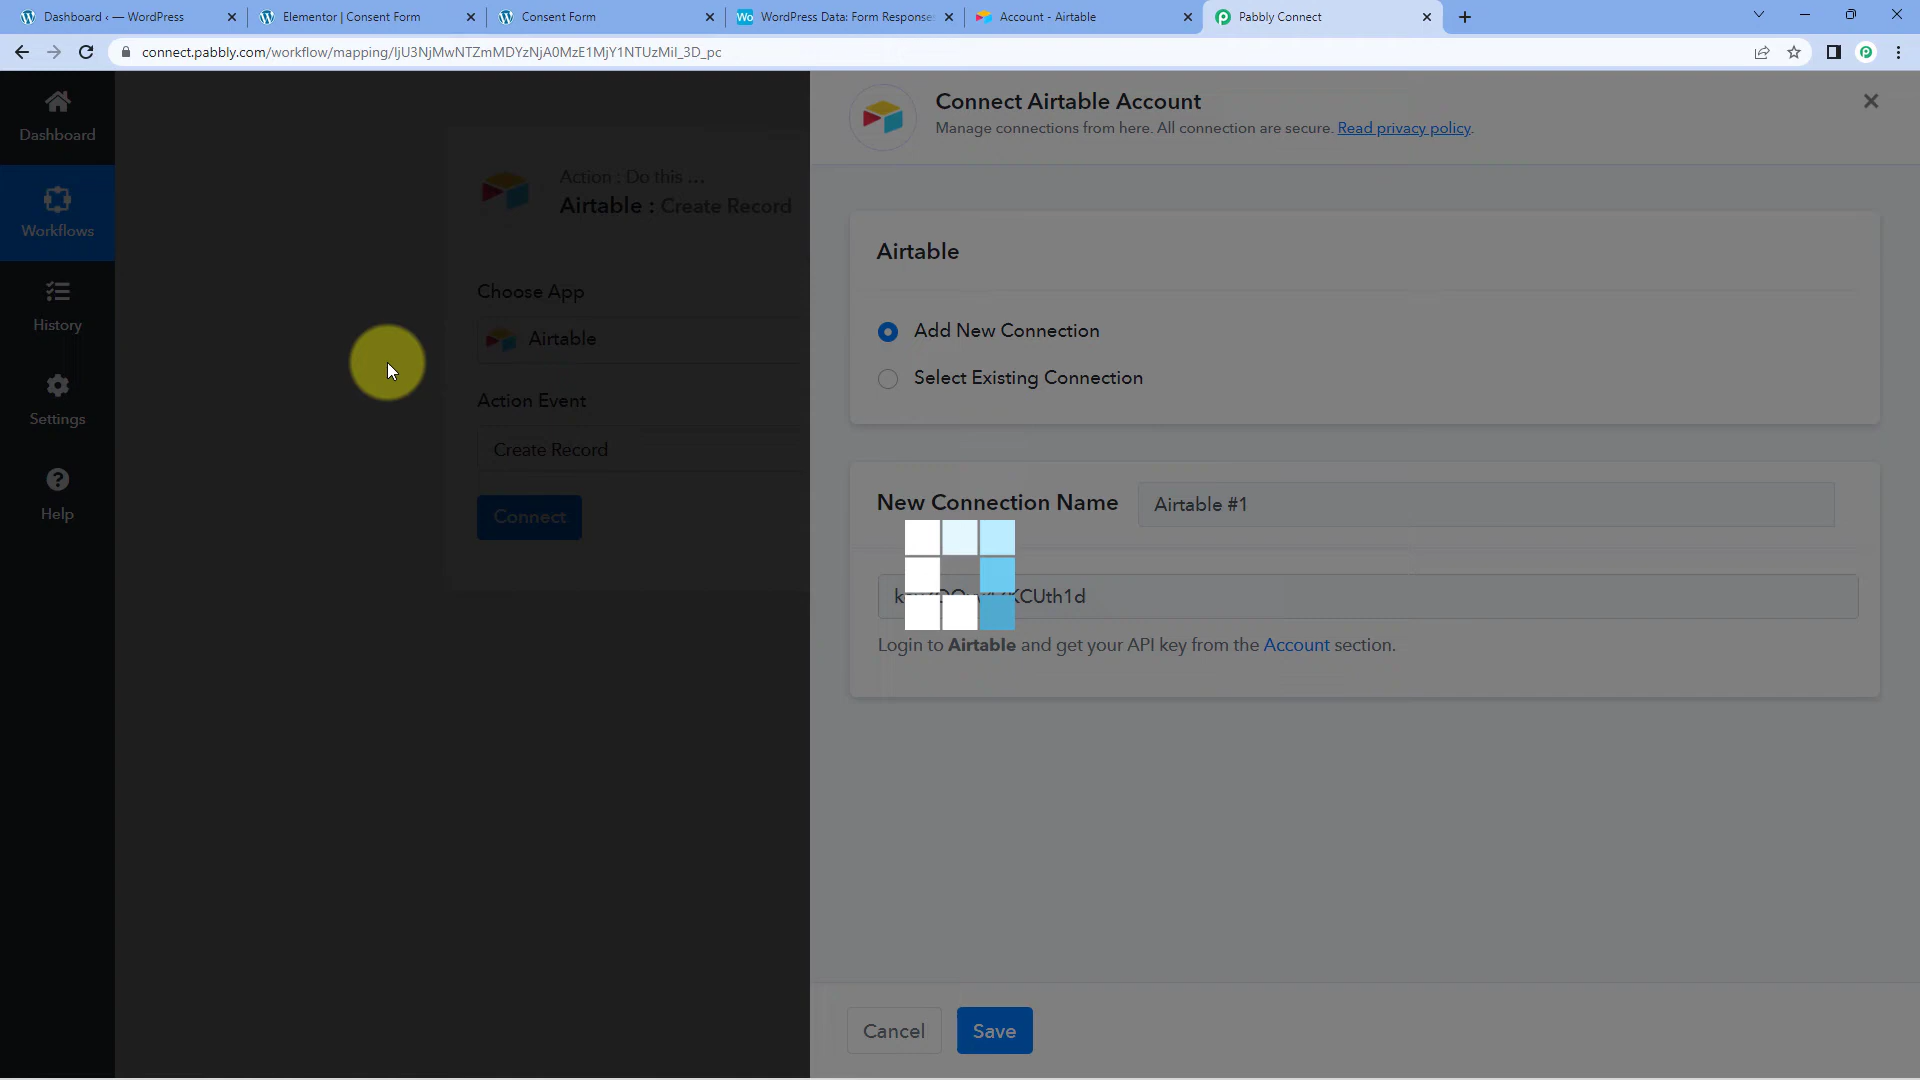 Dashboard ‹ — WordPress
Elementor | Consent Form
Consent Form
Wo
WordPress Data: Form Response
Account - Airtable
Pabbly Connect
connect.pabbly.com/workflow/mapping/IjU3NjMwNTZmMDYzNjA0MzE1MjY1NTUzMiI_3D_pc
Dashboard
Workflows
History
Settings
Help
Action : Do this ...
Airtable : Create Record
Choose App
Airtable
Action Event
Create Record
Connect
Connect Airtable Account
Manage connections from here. All connection are secure. Read privacy policy.
Airtable
Add New Connection
Select Existing Connection
New Connection Name
Airtable #1
Login to Airtable and get your API key from the Account section.
Cancel
Save